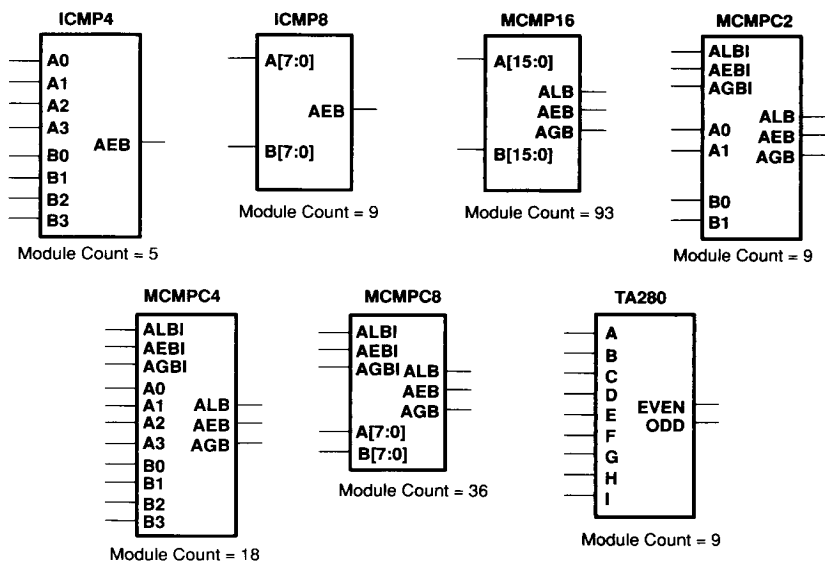 ICMP4
A0
A1
A2
A3
B0
B1
B2
B3
AEB
Module Count = 5
ICMP8
A[7:0]
AEB
B[7:0]
Module Count = 9
MCMP16
A[15:0]
ALB
AEB
AGB
B[15:0]
Module Count = 93
MCMPC2
ALBI
AEBI
AGBI
ALB
A0
AEB
A1
AGB
B0
B1
Module Count = 9
MCMPC4
ALBI
AEBI
AGBI
A0
A1
ALB
A2
AEB
A3
AGB
B0
B1
B2
B3
Module Count = 18
MCMPC8
ALBI
AEBI
AGBI ALB
AEB
AGB
A[7:0]
B[7:0]
Module Count = 36
TA280
A
B
C
D
E
F
G
H
I
EVEN
ODD
Module Count = 9